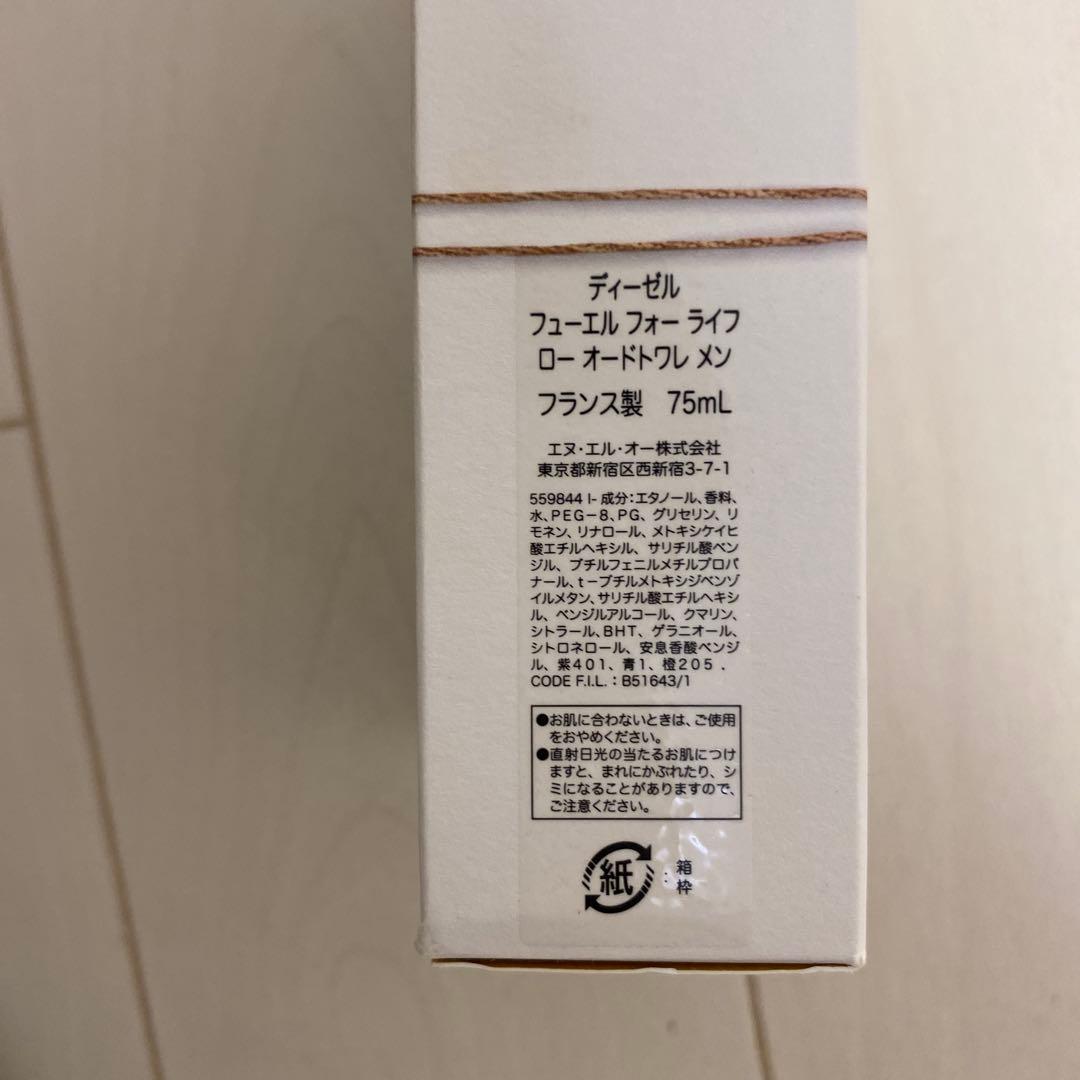 ディーゼル
フューエル フォー ライフ
ロー オードトワレ メン
フランス製 75mL
エヌ・エル・オー株式会社
東京都新宿区西新宿3-7-1
559844 I- 成分:エタノール、香料、
水、PEG-8、PG、グリセリン、リ
モネン、リナロール、メトキシケイヒ
酸エチルヘキシル、サリチル酸ベン
ジル、ブチルフェニルメチルプロパ
ナール、t-ブチルメトキシジベンゾ
イルメタン、サリチル酸エチルヘキシ
ル、ベンジルアルコール、クマリン、
シトラール、BHT、ゲラニオール、
シトロネロール、安息香酸ベンジ
ル、紫401、青1、橙205 .
CODE F.I.L. : B51643/1
●お肌に合わないときは、ご使用
をおやめください。
●直射日光の当たるお肌につけ
ますと、まれにかぶれたり、シ
ミになることがありますので、
ご注意ください。
紙 : 箱
枠